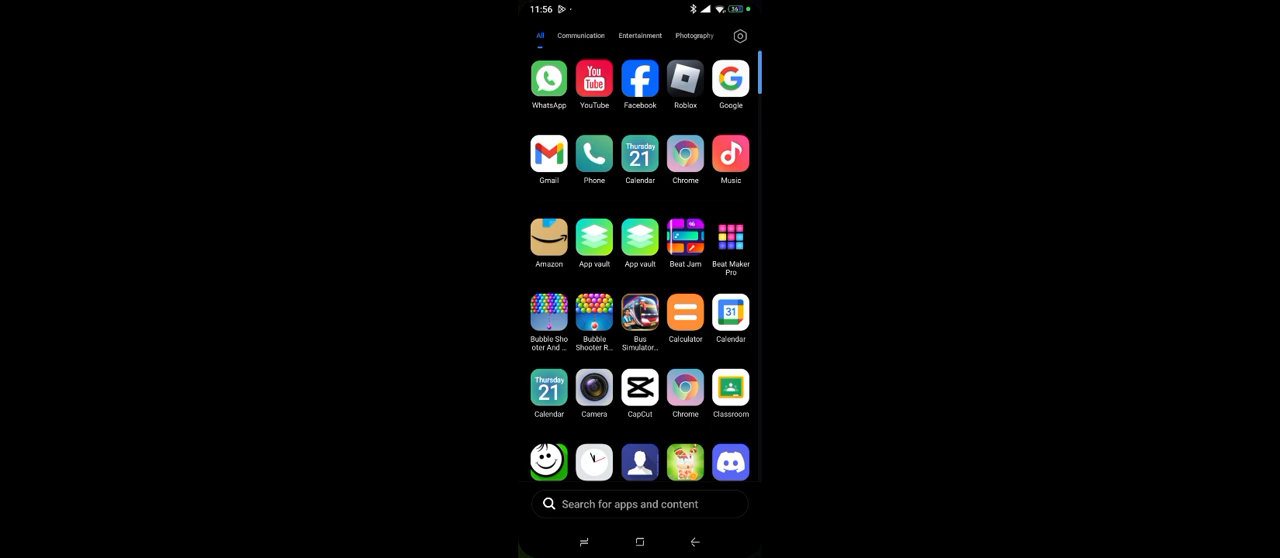 11:56
36
All Communication Entertainment Photography
You
Tube
WhatsApp YouTube Facebook Roblox Google
Thursday
21
Gmail Phone Calendar Chrome Music
Amazon App vault App vault Beat Jam Beat Maker
Pro
31
Bubble Sho Bubble Bus Calculator Calendar
oter And ... Shooter R... Simulator...
Thursday
21
Calendar Camera CapCut Chrome Classroom
Search for apps and content